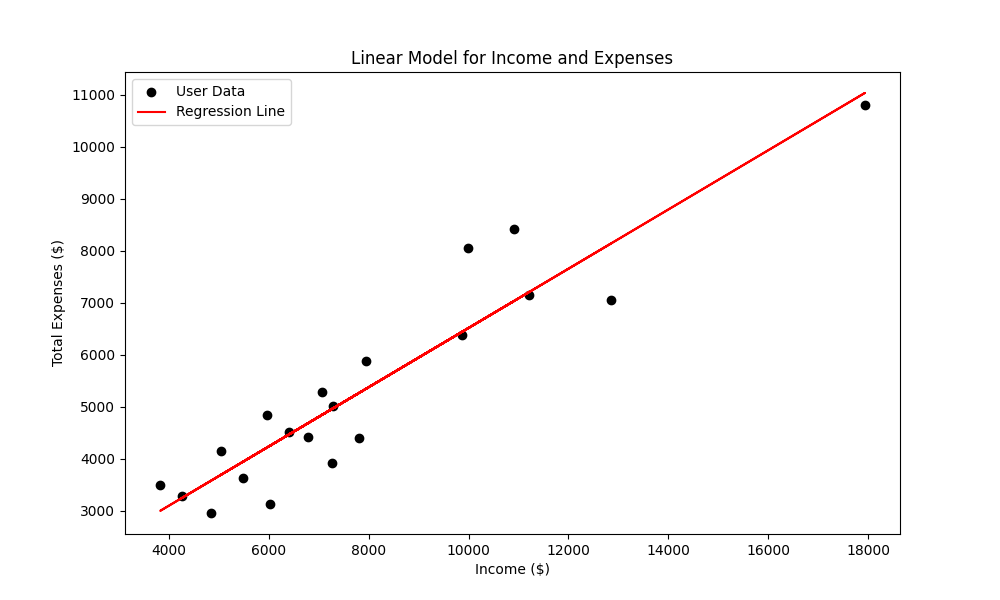 Linear Model for Income and Expenses
User Data
Regression Line
Total Expenses ($)
11000
10000
9000
8000
7000
6000
5000
4000
3000
4000 6000 8000 10000 12000 14000 16000 18000
Income ($)